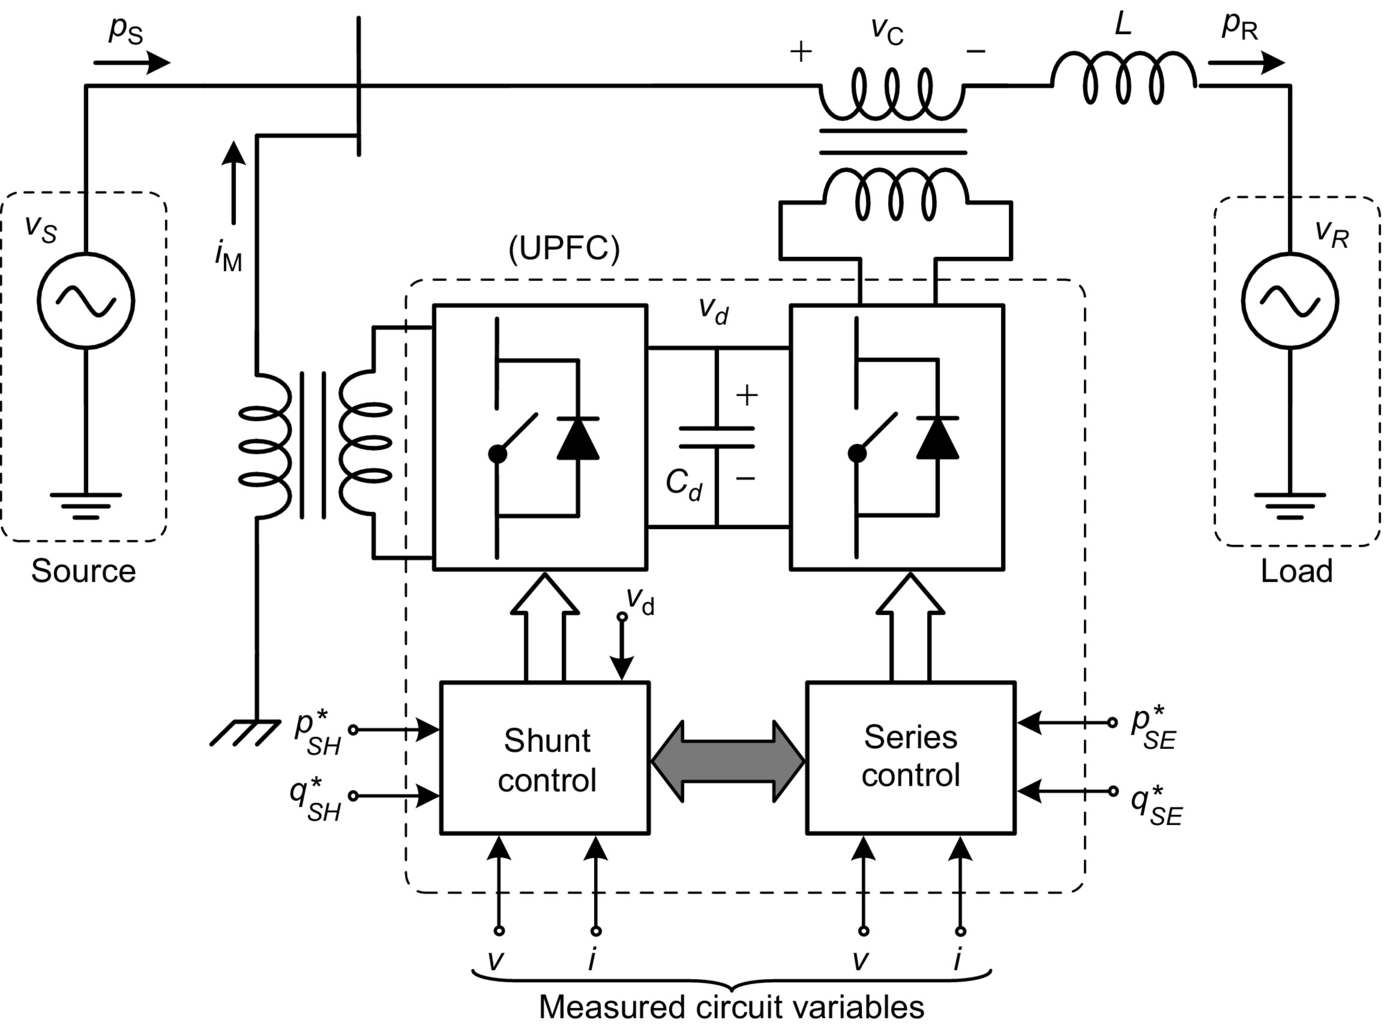 pS
+ vC −
L
pR
vS
iM
(UPFC)
vR
vd
+
Cd −
Source
Load
vd
p*SH
q*SH
Shunt
control
Series
control
p*SE
q*SE
v i v i
Measured circuit variables